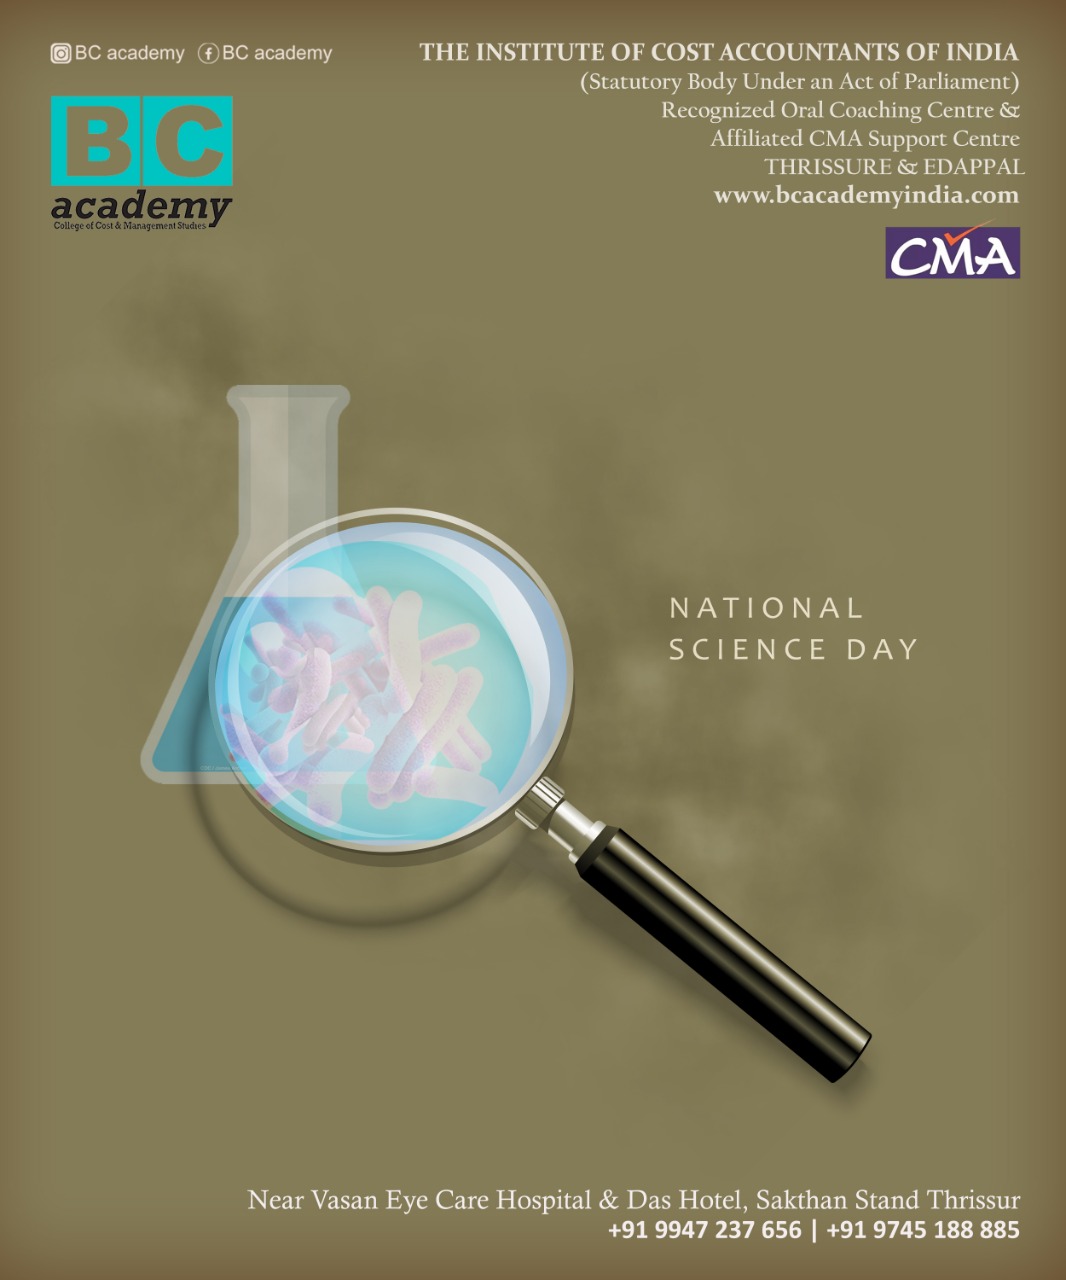 BC academy BC academy
BC
academy
College of Cost & Management Studies
THE INSTITUTE OF COST ACCOUNTANTS OF INDIA
(Statutory Body Under an Act of Parliament)
Recognized Oral Coaching Centre &
Affiliated CMA Support Centre
THRISSURE & EDAPPAL
www.bcacademyindia.com
CMA
NATIONAL
SCIENCE DAY
Near Vasan Eye Care Hospital & Das Hotel, Sakthan Stand Thrissur
+91 9947 237 656 | +91 9745 188 885